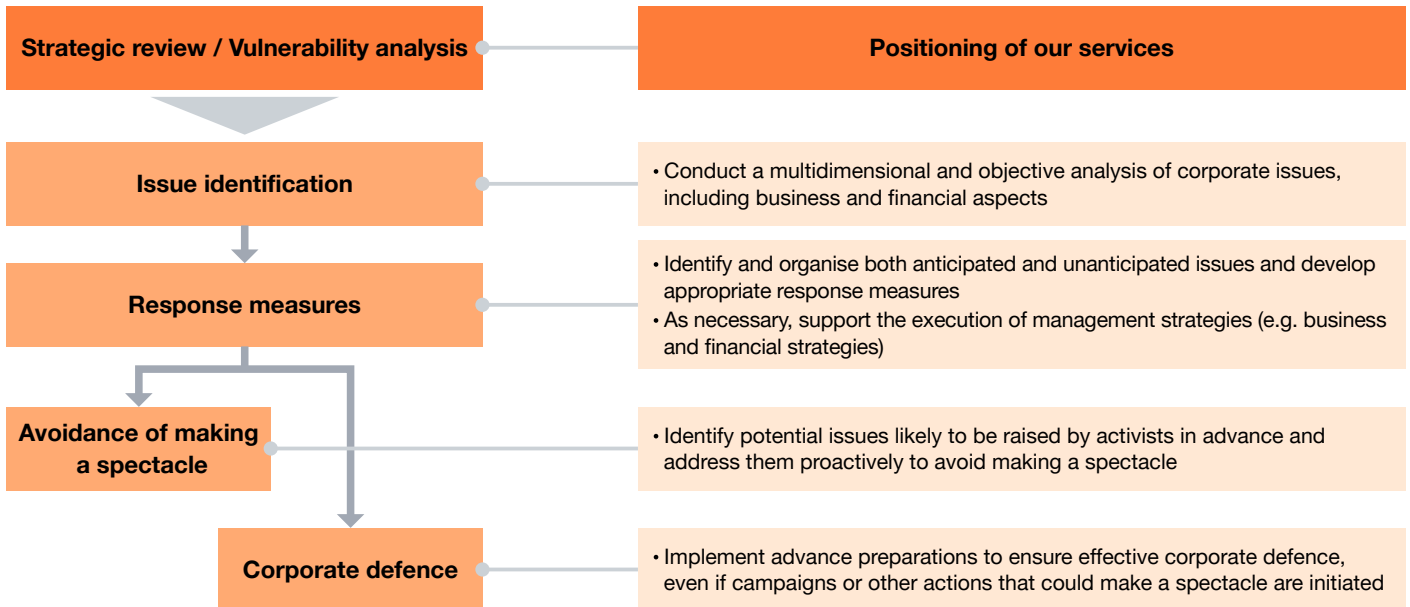 Strategic review / Vulnerability analysis
Positioning of our services
Issue identification
• Conduct a multidimensional and objective analysis of corporate issues,
including business and financial aspects
Response measures
• Identify and organise both anticipated and unanticipated issues and develop
appropriate response measures
• As necessary, support the execution of management strategies (e.g. business
and financial strategies)
Avoidance of making
a spectacle
• Identify potential issues likely to be raised by activists in advance and
address them proactively to avoid making a spectacle
Corporate defence
• Implement advance preparations to ensure effective corporate defence,
even if campaigns or other actions that could make a spectacle are initiated